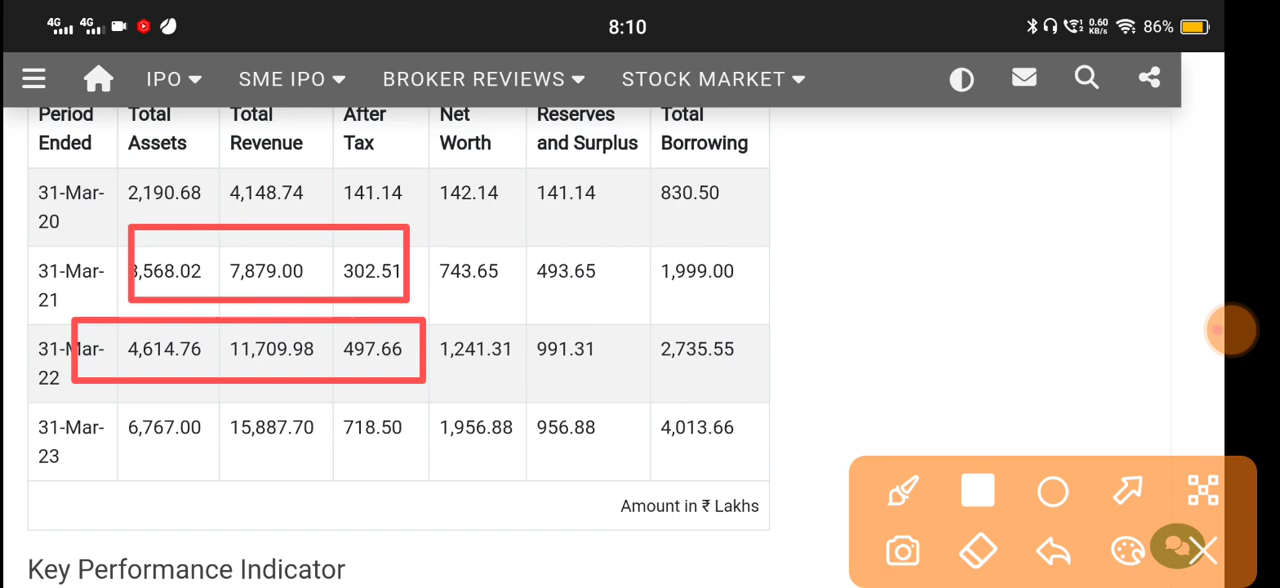 4G 4G 8:10 0.60 KB/s 86%
IPO SME IPO BROKER REVIEWS STOCK MARKET
Period Ended Total Assets Total Revenue After Tax Net Worth Reserves and Surplus Total Borrowing
31-Mar-20 2,190.68 4,148.74 141.14 142.14 141.14 830.50
31-Mar-21 3,568.02 7,879.00 302.51 743.65 493.65 1,999.00
31-Mar-22 4,614.76 11,709.98 497.66 1,241.31 991.31 2,735.55
31-Mar-23 6,767.00 15,887.70 718.50 1,956.88 956.88 4,013.66
Amount in ₹ Lakhs
Key Performance Indicator